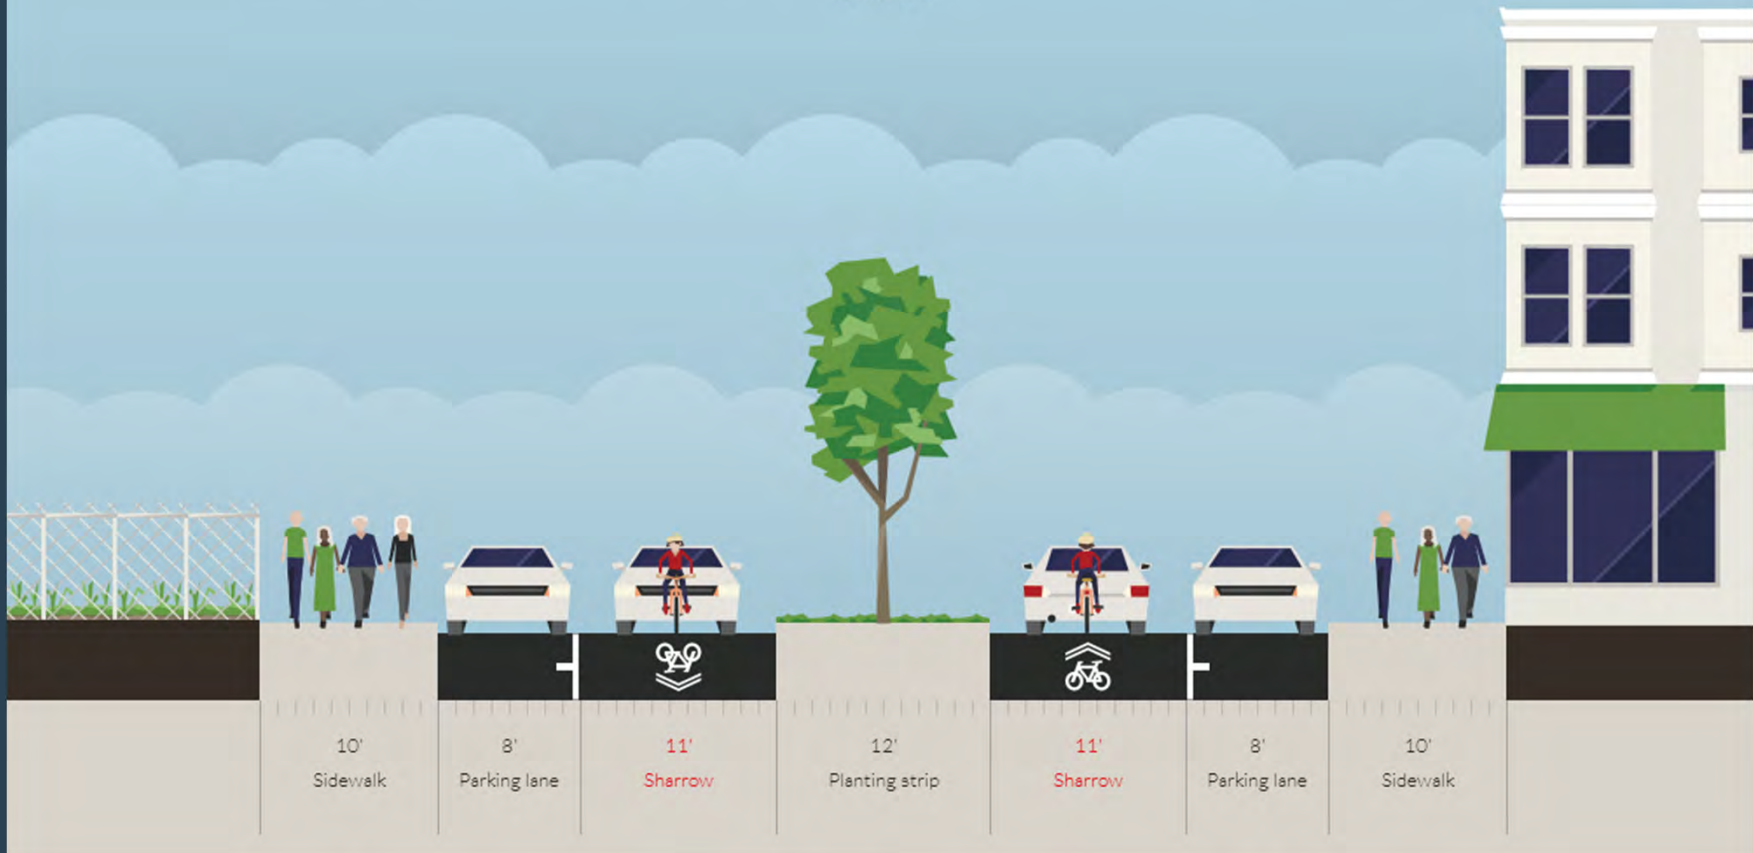 10' 8' 11' 12' 11' 8' 10'
Sidewalk Parking lane Sharrow Planting strip Sharrow Parking lane Sidewalk